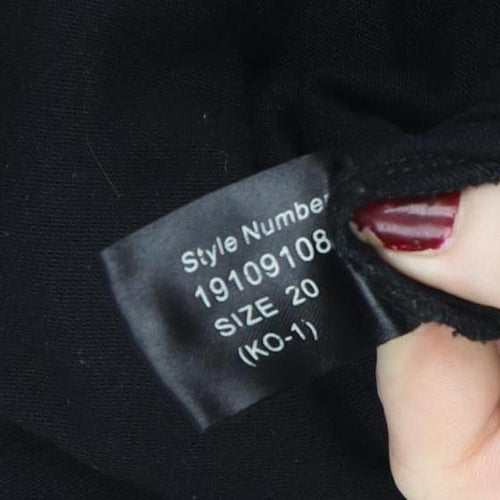 Style Number
19109108
SIZE 20
(KO-1)